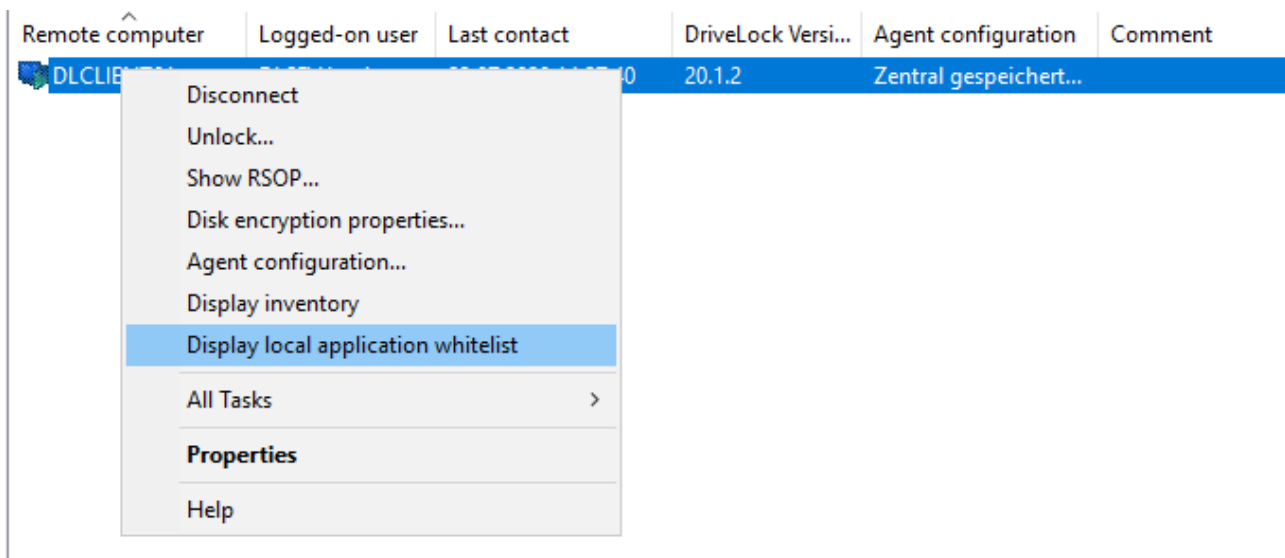 Remote computer Logged-on user Last contact DriveLock Versi... Agent configuration Comment
20.1.2 Zentral gespeichert...
Disconnect
Unlock...
Show RSOP...
Disk encryption properties...
Agent configuration...
Display inventory
Display local application whitelist
All Tasks
Properties
Help